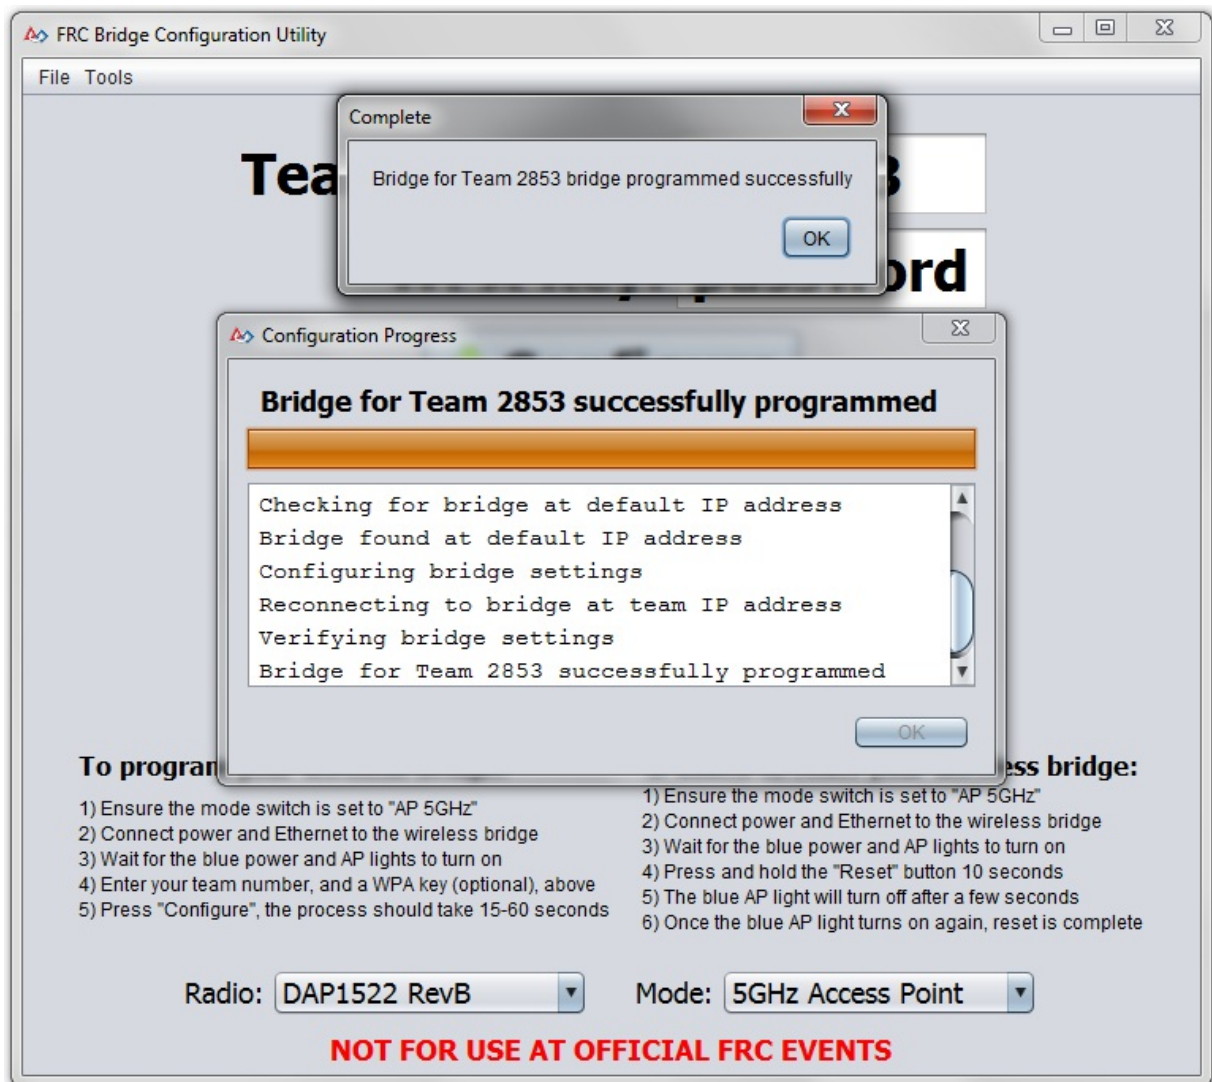 FRC Bridge Configuration Utility
File Tools
Complete
Bridge for Team 2853 bridge programmed successfully
OK
Configuration Progress
Bridge for Team 2853 successfully programmed
Checking for bridge at default IP address
Bridge found at default IP address
Configuring bridge settings
Reconnecting to bridge at team IP address
Verifying bridge settings
Bridge for Team 2853 successfully programmed
OK
To program
1) Ensure the mode switch is set to "AP 5GHz"
2) Connect power and Ethernet to the wireless bridge
3) Wait for the blue power and AP lights to turn on
4) Enter your team number, and a WPA key (optional), above
5) Press "Configure", the process should take 15-60 seconds
bridge:
1) Ensure the mode switch is set to "AP 5GHz"
2) Connect power and Ethernet to the wireless bridge
3) Wait for the blue power and AP lights to turn on
4) Press and hold the "Reset" button 10 seconds
5) The blue AP light will turn off after a few seconds
6) Once the blue AP light turns on again, reset is complete
Radio: DAP1522 RevB
Mode: 5GHz Access Point
NOT FOR USE AT OFFICIAL FRC EVENTS